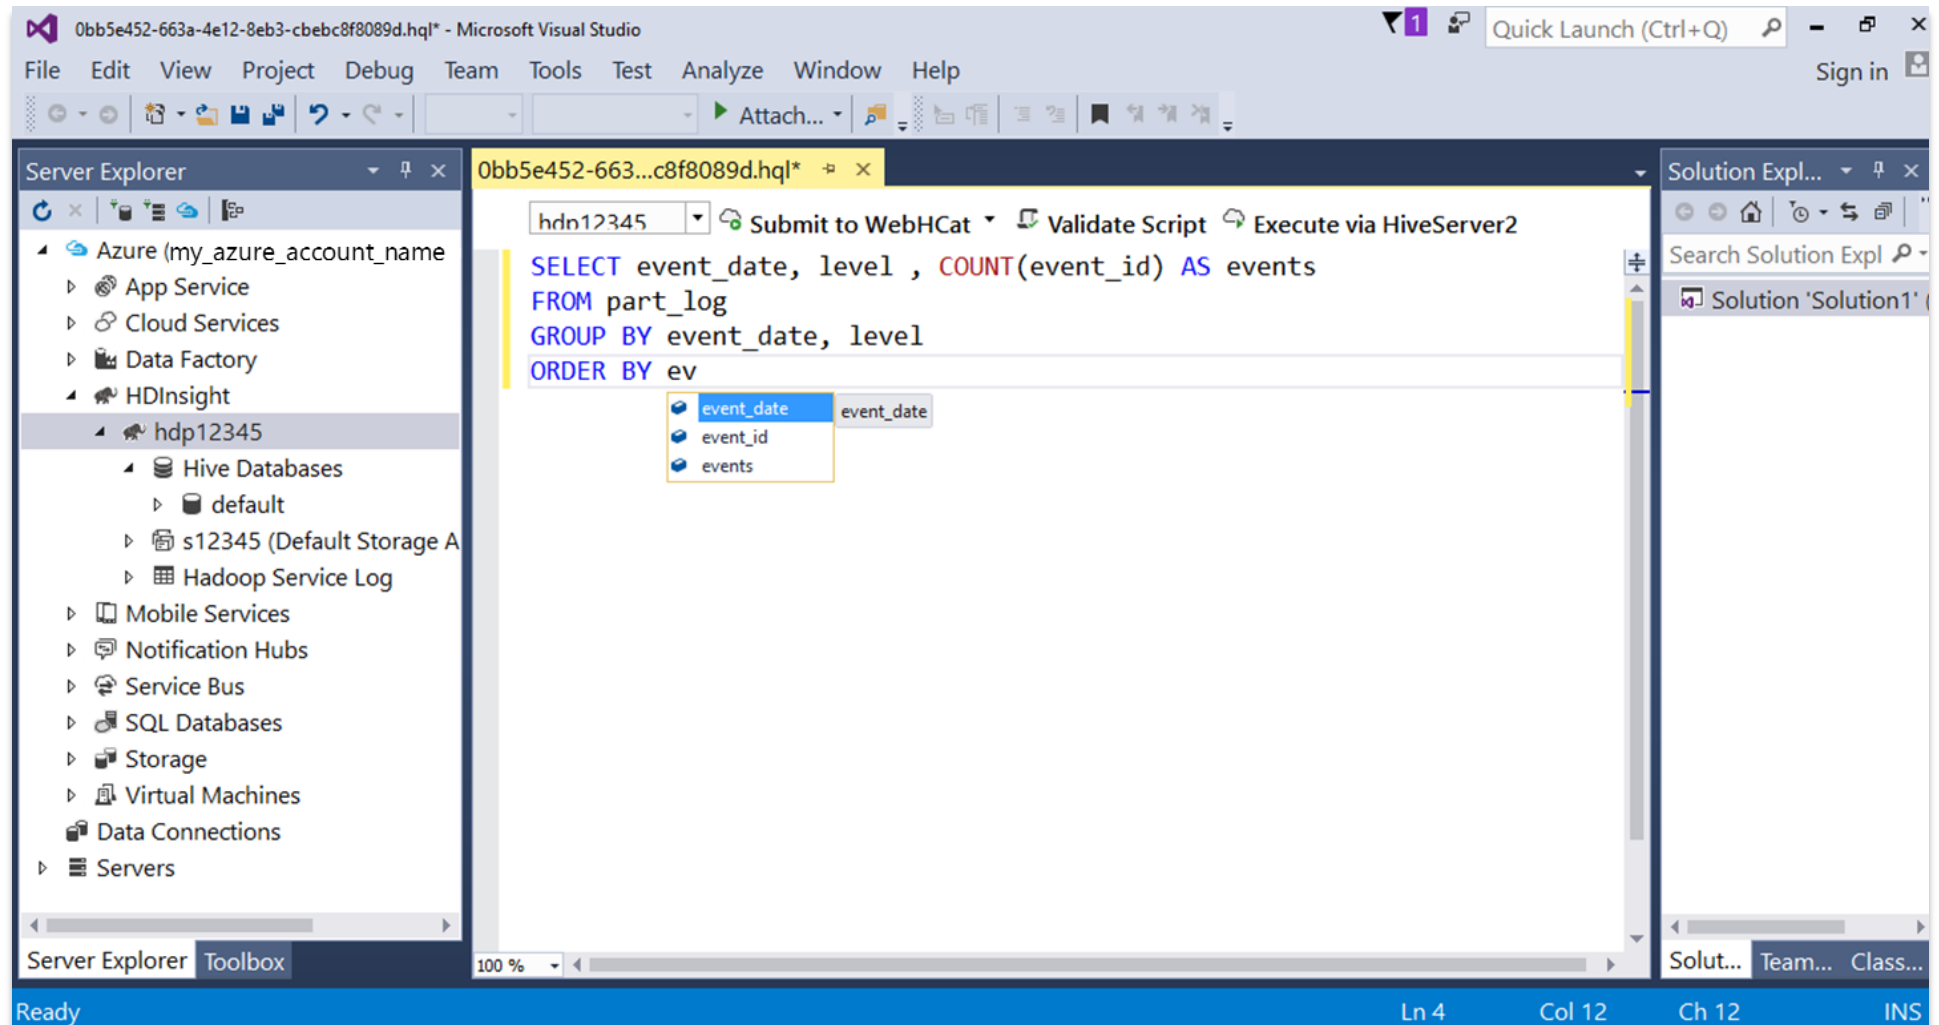 0bb5e452-663a-4e12-8eb3-cbebc8f8089d.hql* - Microsoft Visual Studio
1
Quick Launch (Ctrl+Q)
File Edit View Project Debug Team Tools Test Analyze Window Help
Sign in
Attach...
Server Explorer
Azure (my_azure_account_name
App Service
Cloud Services
Data Factory
HDInsight
hdp12345
Hive Databases
default
s12345 (Default Storage A
Hadoop Service Log
Mobile Services
Notification Hubs
Service Bus
SQL Databases
Storage
Virtual Machines
Data Connections
Servers
Server Explorer Toolbox
0bb5e452-663...c8f8089d.hql*
hdp12345 Submit to WebHCat Validate Script Execute via HiveServer2
SELECT event_date, level , COUNT(event_id) AS events
FROM part_log
GROUP BY event_date, level
ORDER BY ev
event_date event_date
event_id
events
100 %
Solution Expl...
Search Solution Expl
Solution 'Solution1' (
Solut... Team... Class...
Ready Ln 4 Col 12 Ch 12 INS